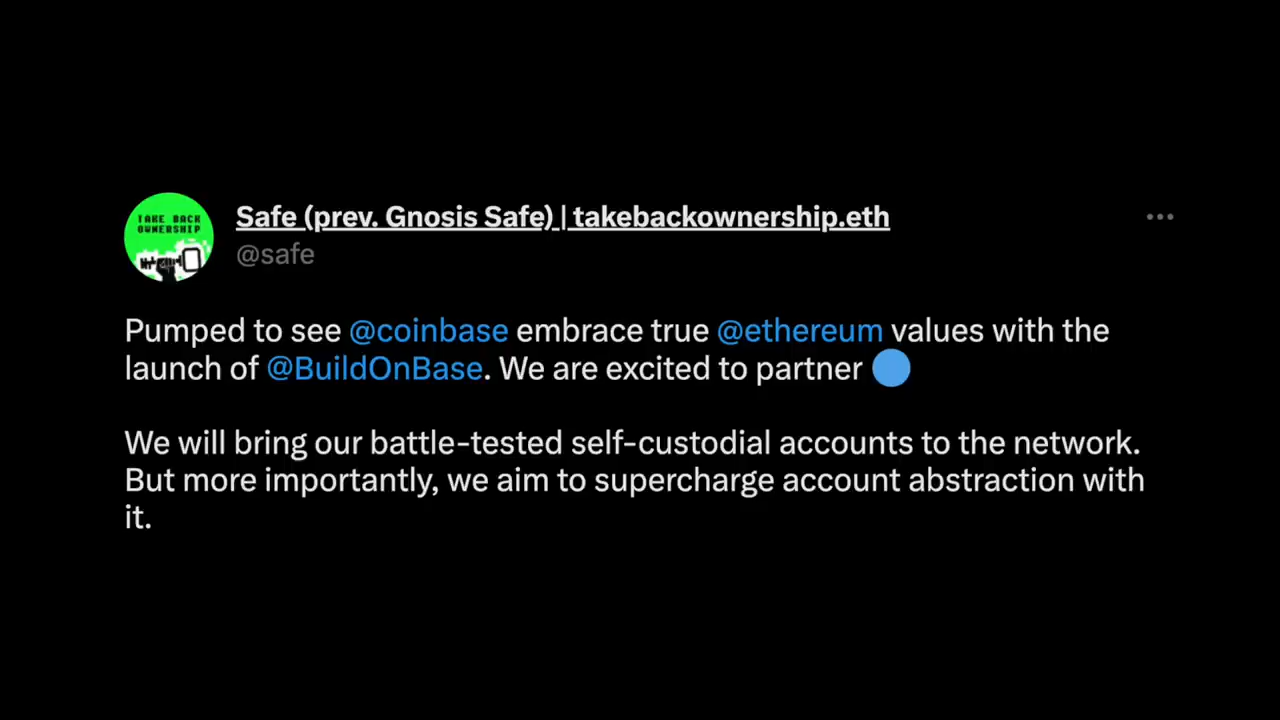 TAKE BACK
OWNERSHIP
Safe (prev. Gnosis Safe) | takebackownership.eth
@safe
Pumped to see @coinbase embrace true @ethereum values with the
launch of @BuildOnBase. We are excited to partner 🔵
We will bring our battle-tested self-custodial accounts to the network.
But more importantly, we aim to supercharge account abstraction with
it.